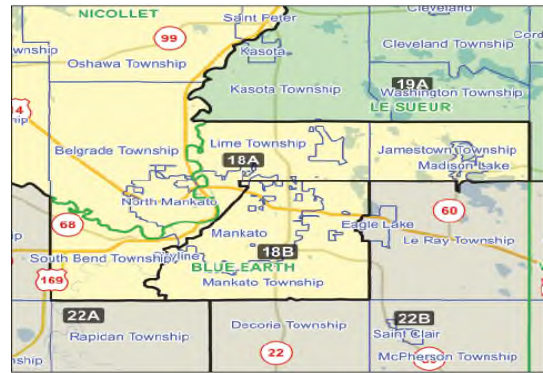 NICOLLET
Saint Peter
Cleveland
99
Kasota
Cleveland Township
Oshawa Township
Kasota Township
19A
Washington Township
LE SUEUR
Belgrade Township
Lime Township
18A
Jamestown Township
Madison Lake
North Mankato
68
60
Mankato
Eagle Lake
18B
Le Ray Township
South Bend Township
Skyline
BLUE EARTH
169
Mankato Township
22A
22B
Rapidan Township
Decoria Township
Saint Clair
22
McPherson Township